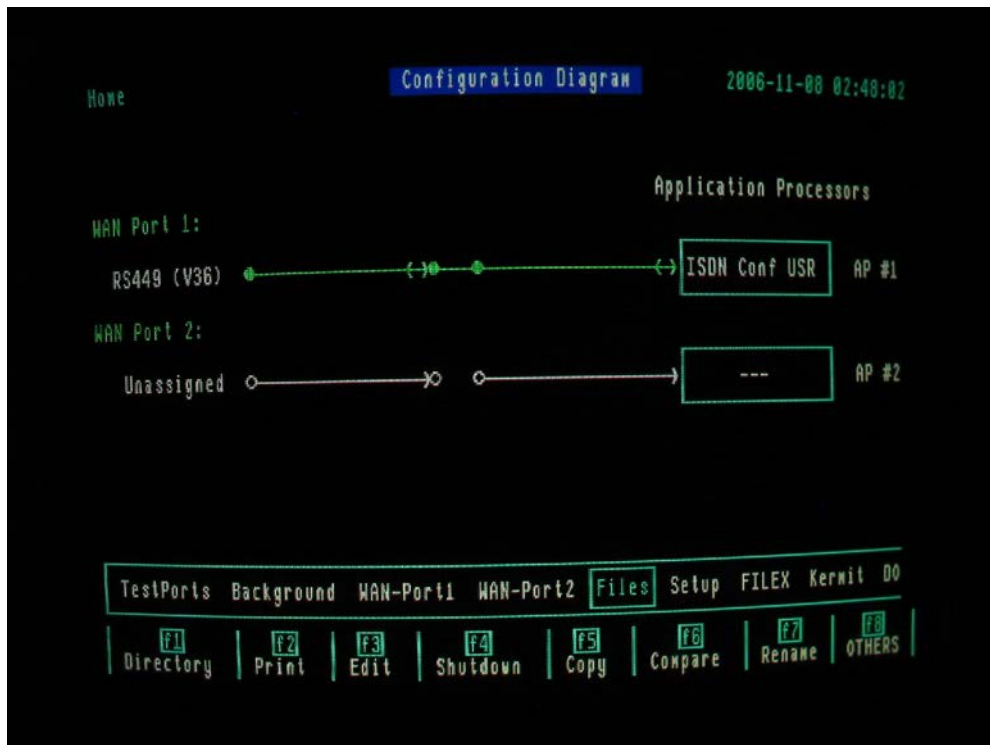 Home Configuration Diagram 2006-11-08 02:48:02
Application Processors
WAN Port 1:
RS449 (V36) ISDN Conf USR AP #1
WAN Port 2:
Unassigned --- AP #2
TestPorts Background WAN-Port1 WAN-Port2 Files Setup FILEX Kermit DO
f1 f2 f3 f4 f5 f6 f7 f8
Directory Print Edit Shutdown Copy Compare Rename OTHERS